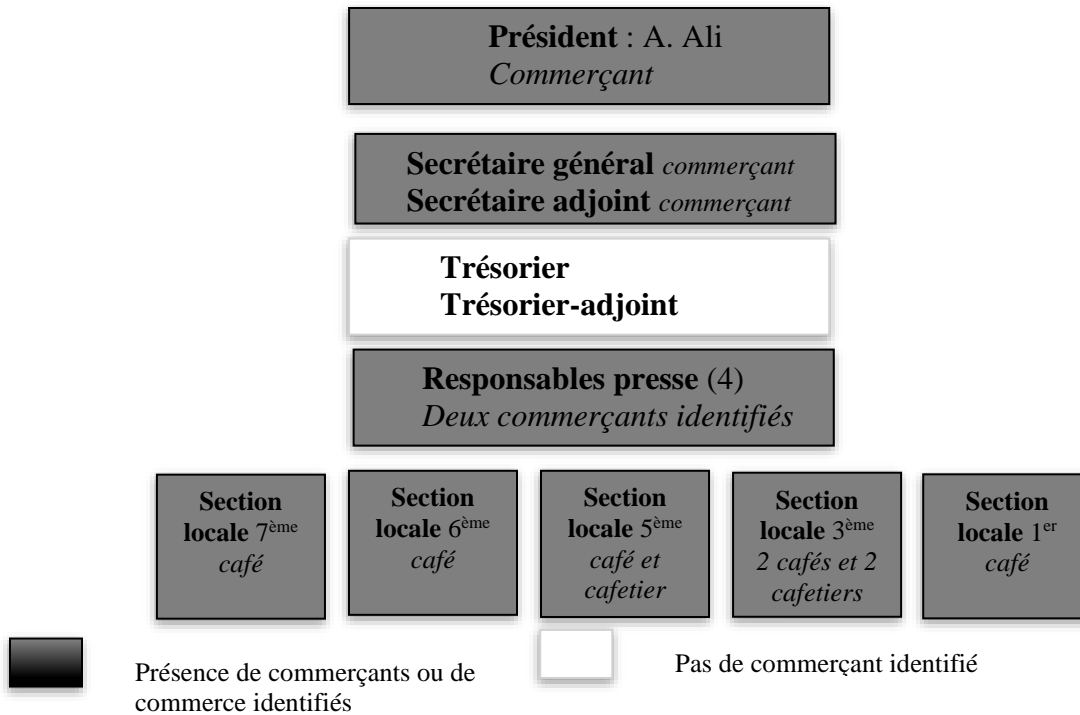 Président : A. Ali
Commerçant
Secrétaire général commerçant
Secrétaire adjoint commerçant
Trésorier
Trésorier-adjoint
Responsables presse (4)
Deux commerçants identifiés
Section
locale 7ème
café
Section
locale 6ème
café
Section
locale 5ème
café et
cafetier
Section
locale 3ème
2 cafés et 2
cafetiers
Section
locale 1er
café
Présence de commerçants ou de
commerce identifiés
Pas de commerçant identifié